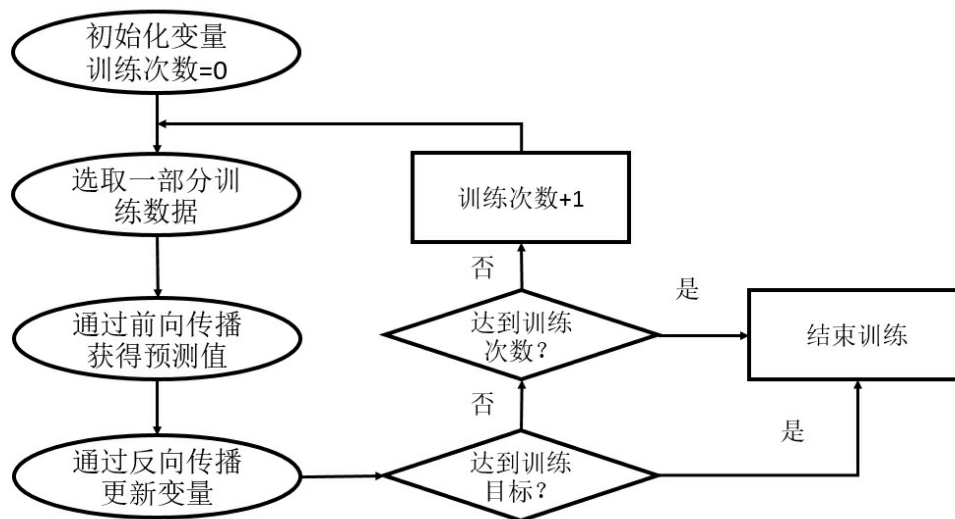 初始化变量
训练次数=0
选取一部分训
练数据
通过前向传播
获得预测值
通过反向传播
更新变量
达到训练
目标？
否
是
达到训练
次数？
否
是
训练次数+1
结束训练